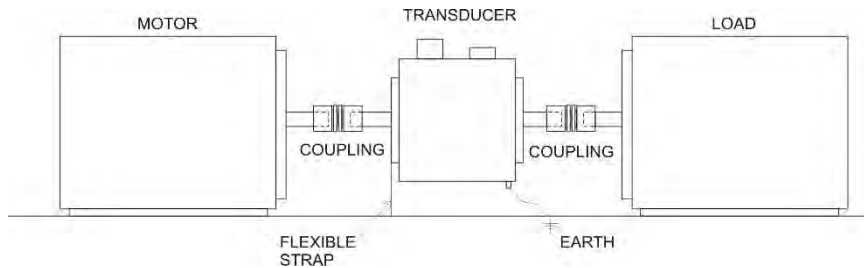 MOTOR
TRANSDUCER
LOAD
COUPLING
COUPLING
FLEXIBLE
STRAP
EARTH